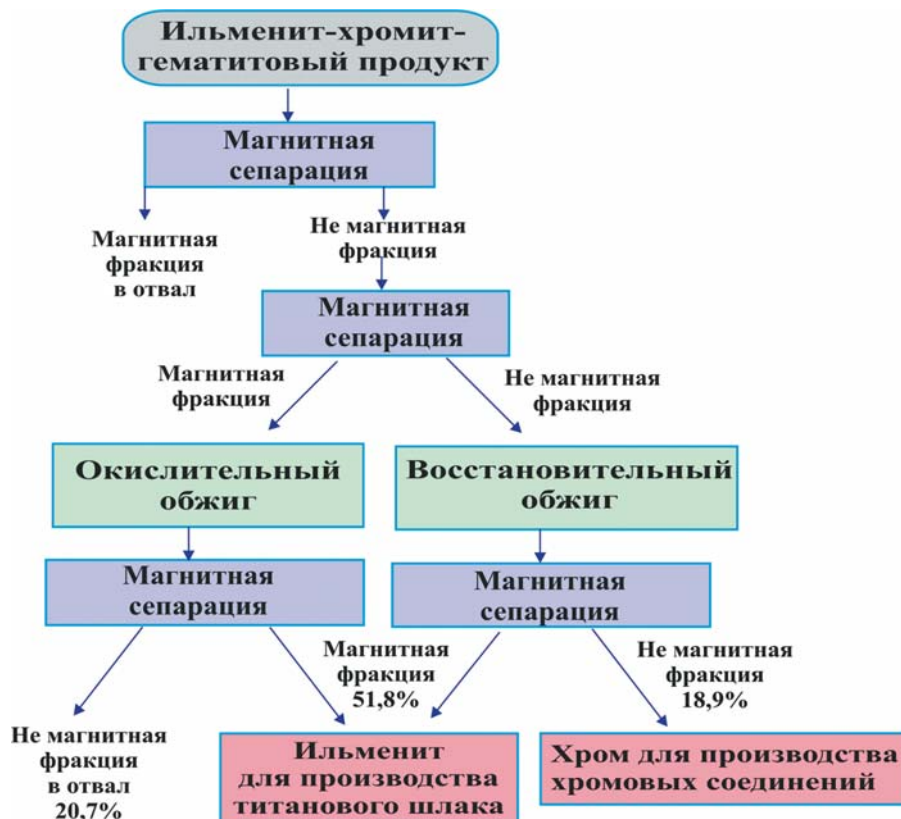 Ильменит-хромит-
гематитовый продукт
Магнитная
сепарация
Магнитная
фракция
в отвал
Не магнитная
фракция
Магнитная
сепарация
Магнитная
фракция
Не магнитная
фракция
Окислительный
обжиг
Восстановительный
обжиг
Магнитная
сепарация
Магнитная
сепарация
Не магнитная
фракция
в отвал
20,7%
Магнитная
фракция
51,8%
Не магнитная
фракция
18,9%
Ильменит
для производства
титанового шлака
Хром для производства
хромовых соединений